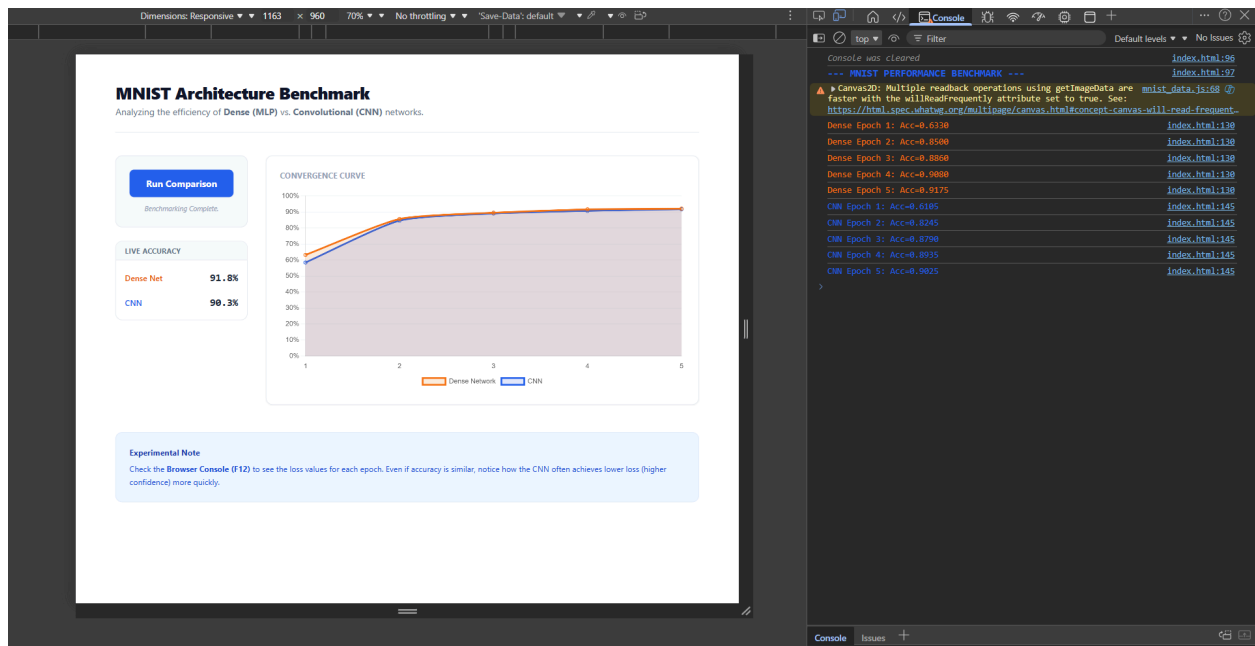 Dimensions: Responsive ▼ 1163 × 960 70% ▼ No throttling ▼ 'Save-Data': default ▼
MNIST Architecture Benchmark
Analyzing the efficiency of Dense (MLP) vs. Convolutional (CNN) networks.
Run Comparison
Benchmarking Complete.
LIVE ACCURACY
Dense Net 91.8%
CNN 90.3%
CONVERGENCE CURVE
100%
90%
80%
70%
60%
50%
40%
30%
20%
10%
0%
1 2 3 4 5
Dense Network CNN
Experimental Note
Check the Browser Console (F12) to see the loss values for each epoch. Even if accuracy is similar, notice how the CNN often achieves lower loss (higher
confidence) more quickly.
Console
top ▼ Filter Default levels ▼ No Issues
Console was cleared index.html:96
--- MNIST PERFORMANCE BENCHMARK --- index.html:97
Canvas2D: Multiple readback operations using getImageData are mnist_data.js:68
faster with the willReadFrequently attribute set to true. See:
https://html.spec.whatwg.org/multipage/canvas.html#concept-canvas-will-read-frequent…
Dense Epoch 1: Acc=0.6330 index.html:130
Dense Epoch 2: Acc=0.8500 index.html:130
Dense Epoch 3: Acc=0.8860 index.html:130
Dense Epoch 4: Acc=0.9080 index.html:130
Dense Epoch 5: Acc=0.9175 index.html:130
CNN Epoch 1: Acc=0.6105 index.html:145
CNN Epoch 2: Acc=0.8245 index.html:145
CNN Epoch 3: Acc=0.8790 index.html:145
CNN Epoch 4: Acc=0.8935 index.html:145
CNN Epoch 5: Acc=0.9025 index.html:145
Console Issues